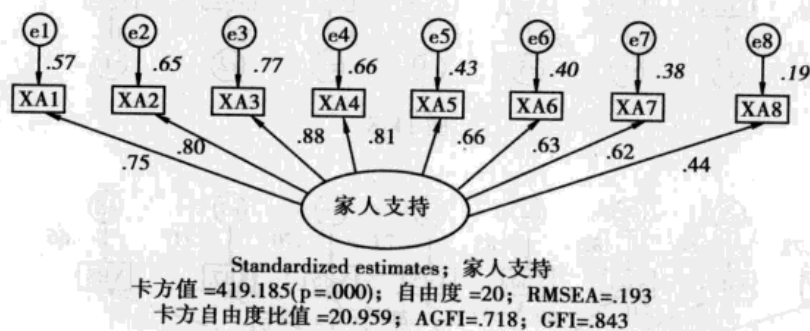 e1 e2 e3 e4 e5 e6 e7 e8
.57 .65 .77 .66 .43 .40 .38 .19
XA1 XA2 XA3 XA4 XA5 XA6 XA7 XA8
.75 .80 .88 .81 .66 .63 .62 .44
家人支持
Standardized estimates；家人支持
卡方值=419.185(p=.000)；自由度=20；RMSEA=.193
卡方自由度比值=20.959；AGFI=.718；GFI=.843